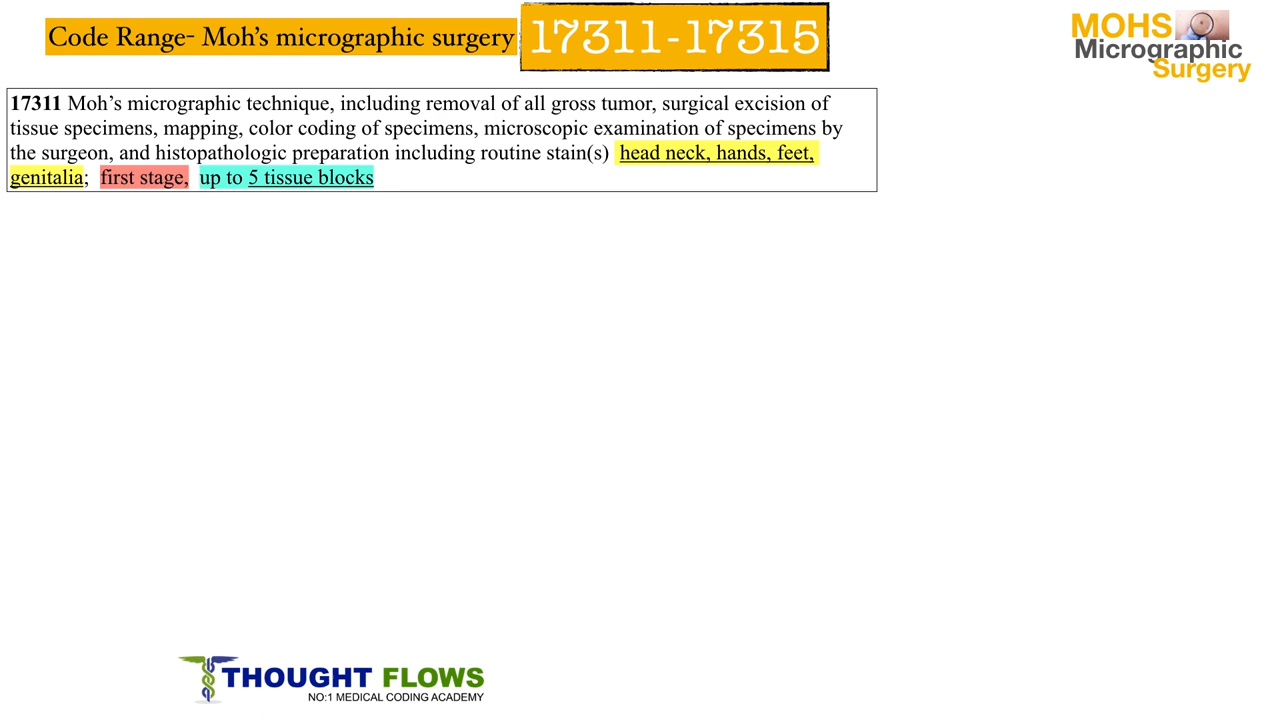 Code Range- Moh's micrographic surgery
17311-17315
MOHS
Micrographic
Surgery
17311 Moh's micrographic technique, including removal of all gross tumor, surgical excision of
tissue specimens, mapping, color coding of specimens, microscopic examination of specimens by
the surgeon, and histopathologic preparation including routine stain(s) head neck, hands, feet,
genitalia; first stage, up to 5 tissue blocks
THOUGHT FLOWS
NO:1 MEDICAL CODING ACADEMY